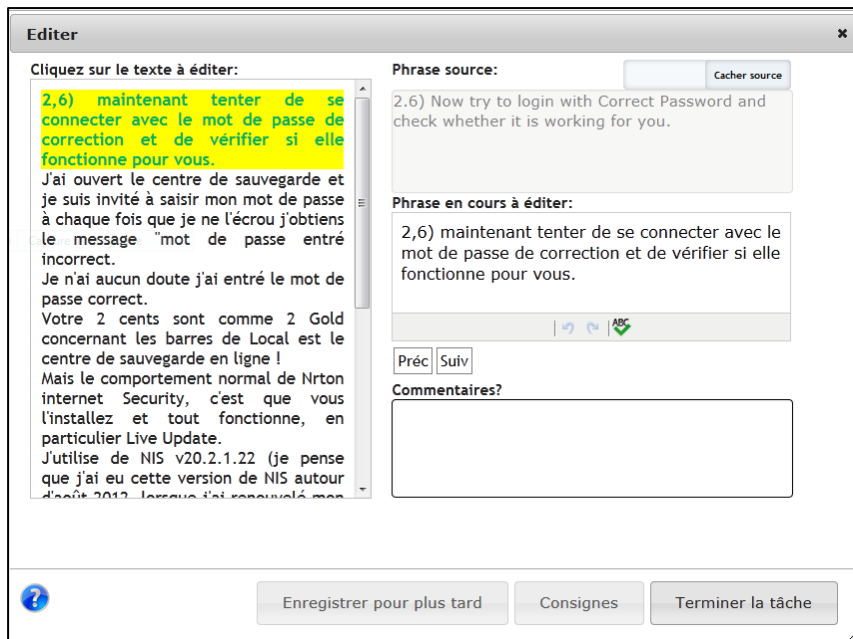 Editer
Cliquez sur le texte à éditer:
2,6) maintenant tenter de se
connecter avec le mot de passe de
correction et de vérifier si elle
fonctionne pour vous.
J'ai ouvert le centre de sauvegarde et
je suis invité à saisir mon mot de passe
à chaque fois que je ne l'écrou j'obtiens
le message "mot de passe entré
incorrect.
Je n'ai aucun doute j'ai entré le mot de
passe correct.
Votre 2 cents sont comme 2 Gold
concernant les barres de Local est le
centre de sauvegarde en ligne !
Mais le comportement normal de Nrton
internet Security, c'est que vous
l'installez et tout fonctionne, en
particulier Live Update.
J'utilise de NIS v20.2.1.22 (je pense
que j'ai eu cette version de NIS autour
d'août 2012, lorsque j'ai renouvelé mon
Phrase source:
Cacher source
2.6) Now try to login with Correct Password and
check whether it is working for you.
Phrase en cours à éditer:
2,6) maintenant tenter de se connecter avec le
mot de passe de correction et de vérifier si elle
fonctionne pour vous.
ABC
Préc Suiv
Commentaires?
Enregistrer pour plus tard
Consignes
Terminer la tâche